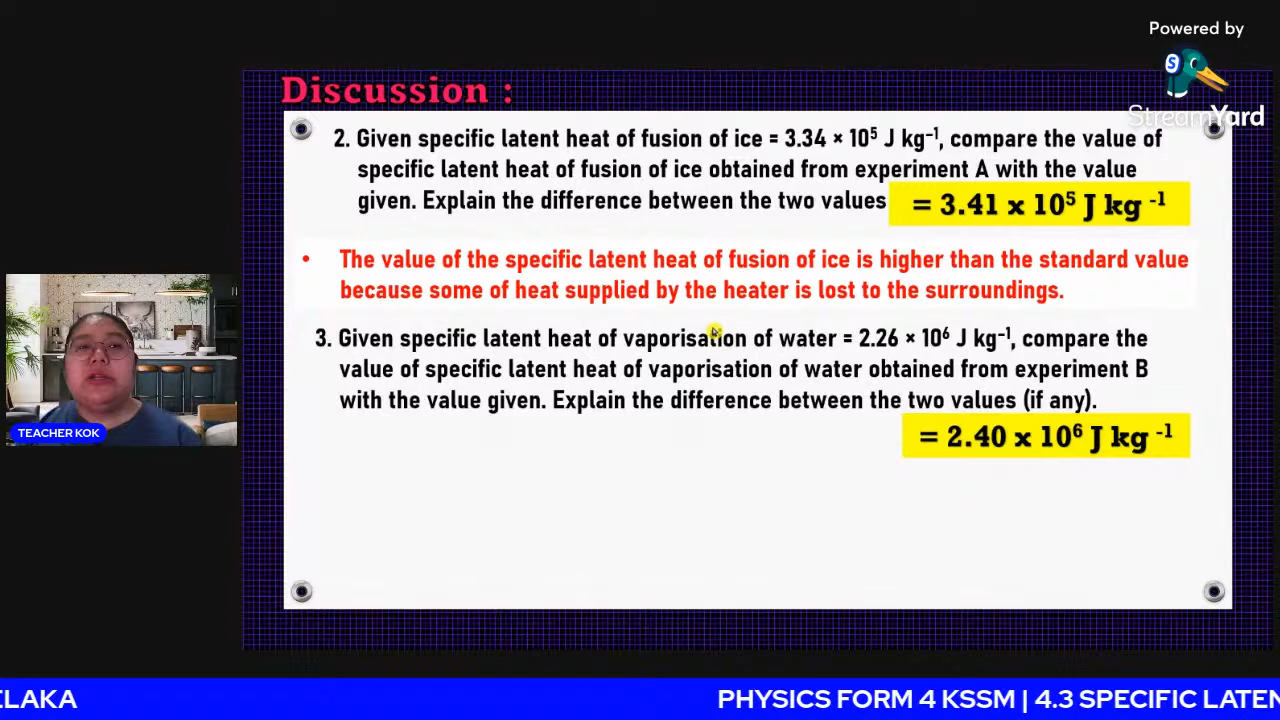 Powered by
StreamYard
Discussion :
2. Given specific latent heat of fusion of ice = 3.34 × 10⁵ J kg⁻¹, compare the value of
specific latent heat of fusion of ice obtained from experiment A with the value
given. Explain the difference between the two values
= 3.41 x 10⁵ J kg ⁻¹
• The value of the specific latent heat of fusion of ice is higher than the standard value
because some of heat supplied by the heater is lost to the surroundings.
3. Given specific latent heat of vaporisation of water = 2.26 × 10⁶ J kg⁻¹, compare the
value of specific latent heat of vaporisation of water obtained from experiment B
with the value given. Explain the difference between the two values (if any).
= 2.40 x 10⁶ J kg ⁻¹
TEACHER KOK
ELAKA
PHYSICS FORM 4 KSSM | 4.3 SPECIFIC LATEN